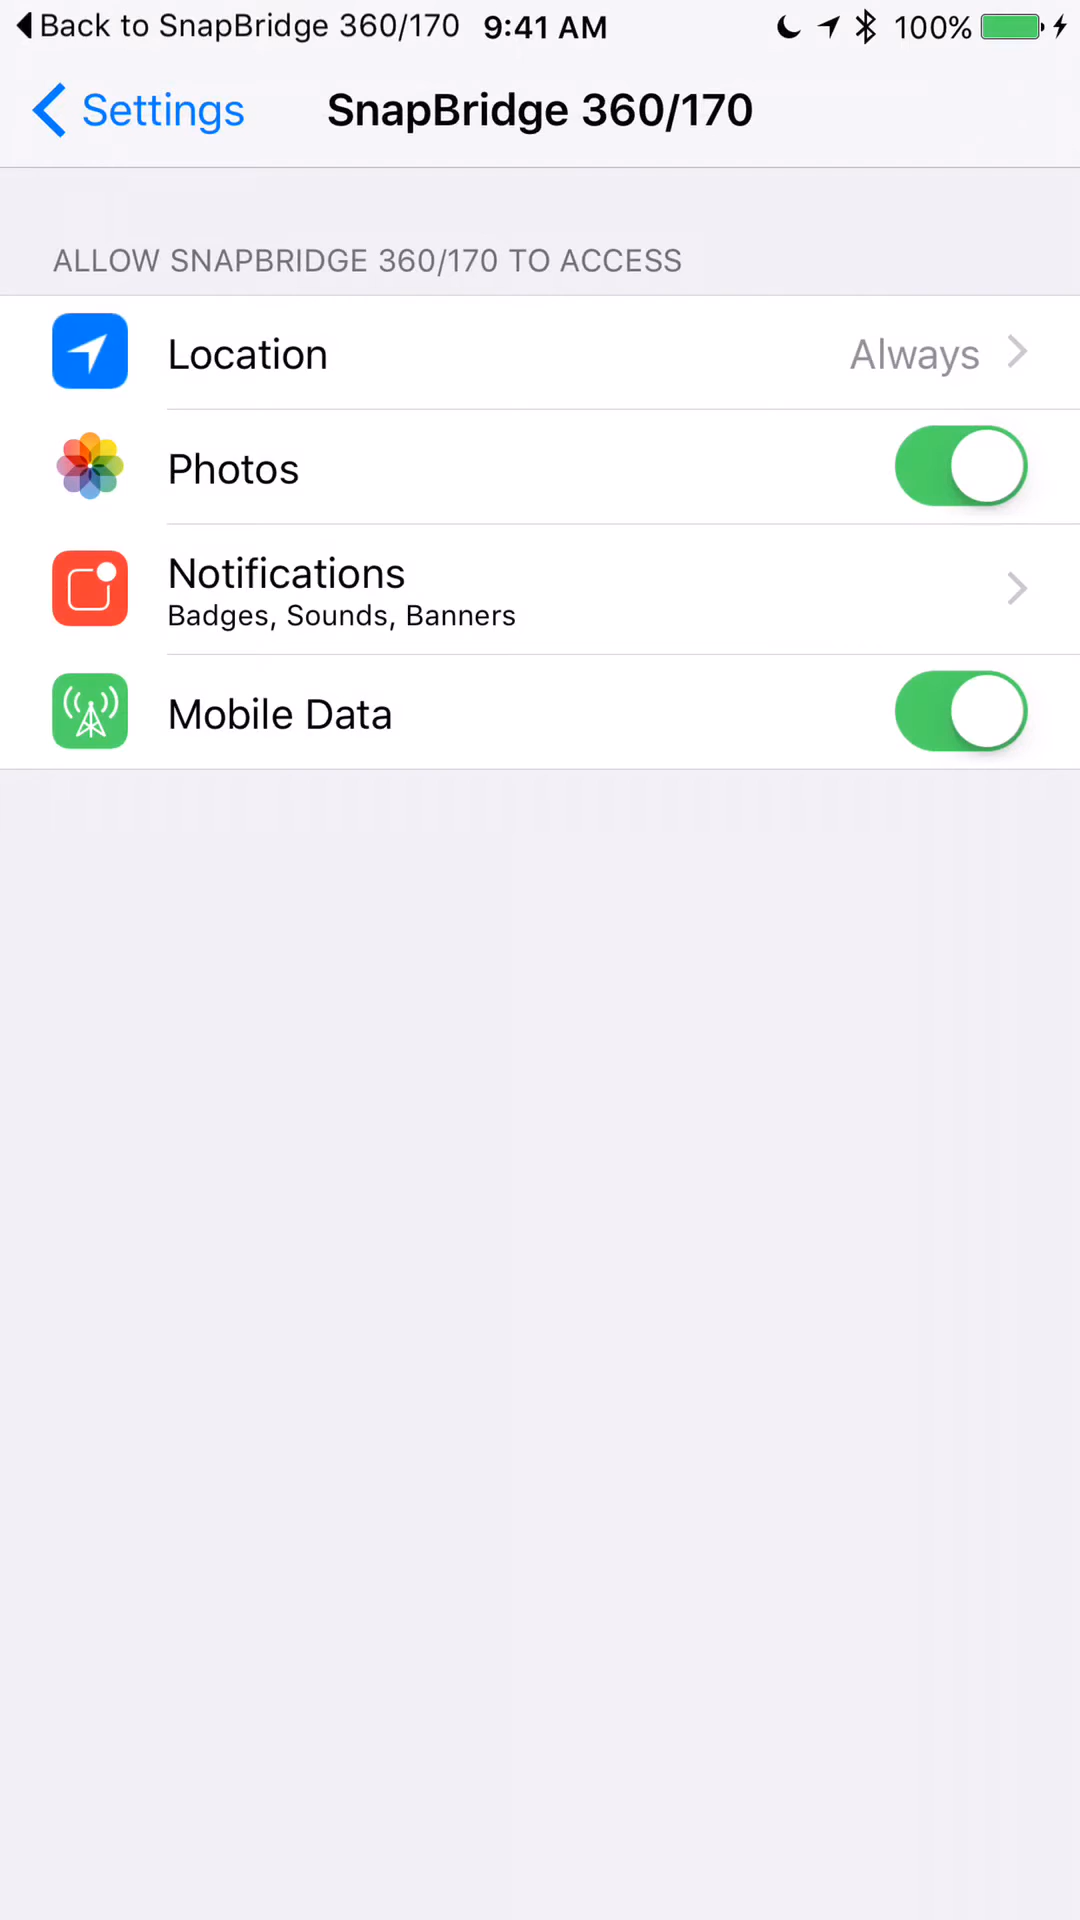 Back to SnapBridge 360/170 9:41 AM 100%
Settings SnapBridge 360/170
ALLOW SNAPBRIDGE 360/170 TO ACCESS
Location Always
Photos
Notifications
Badges, Sounds, Banners
Mobile Data